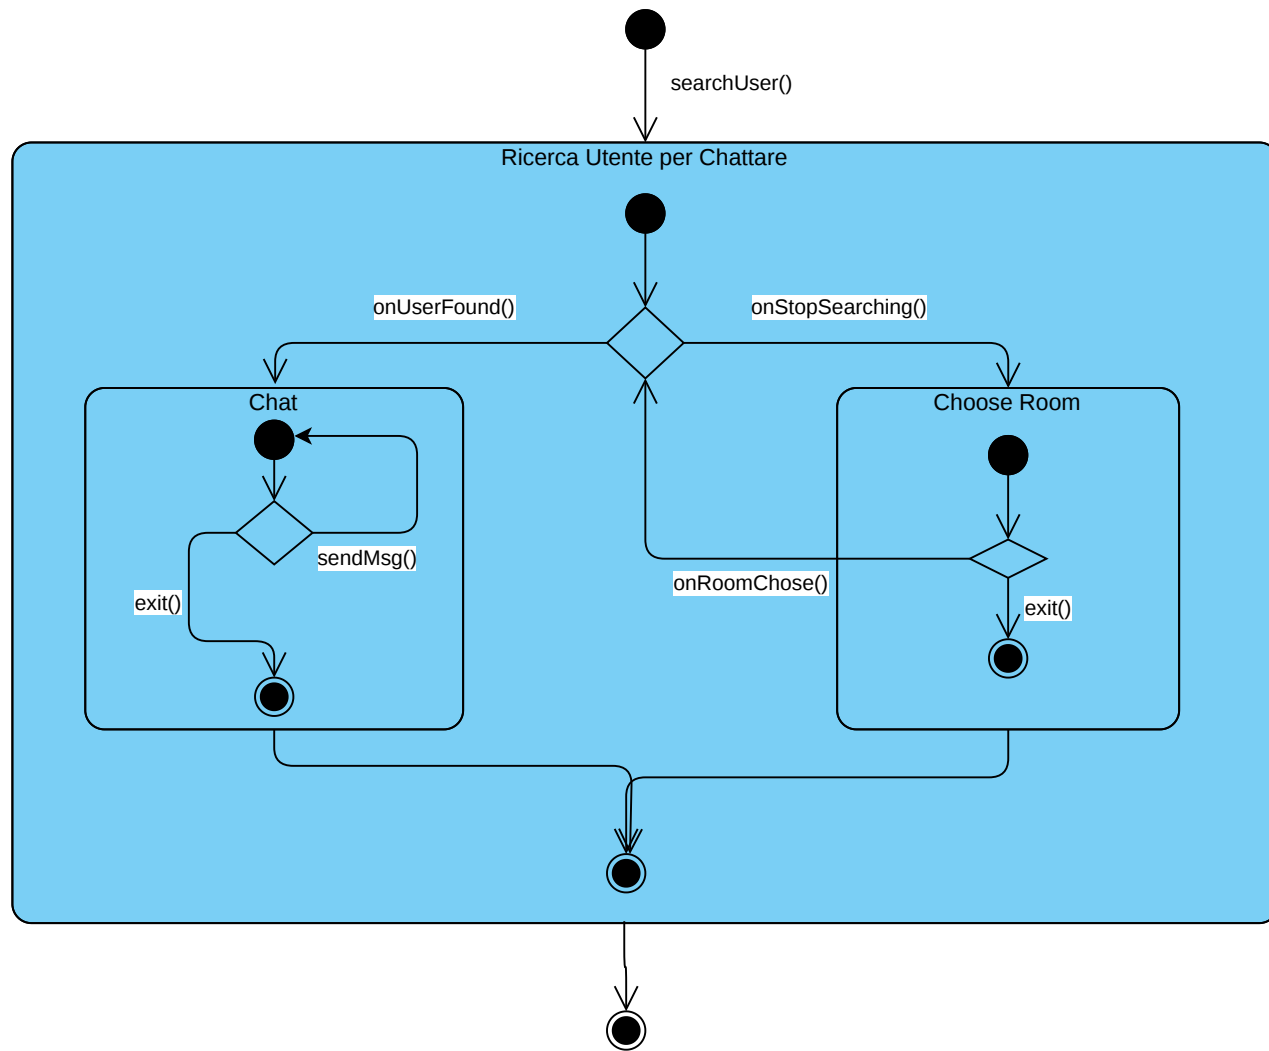 searchUser()
Ricerca Utente per Chattare
onUserFound()
onStopSearching()
Chat
Choose Room
sendMsg()
onRoomChose()
exit()
exit()